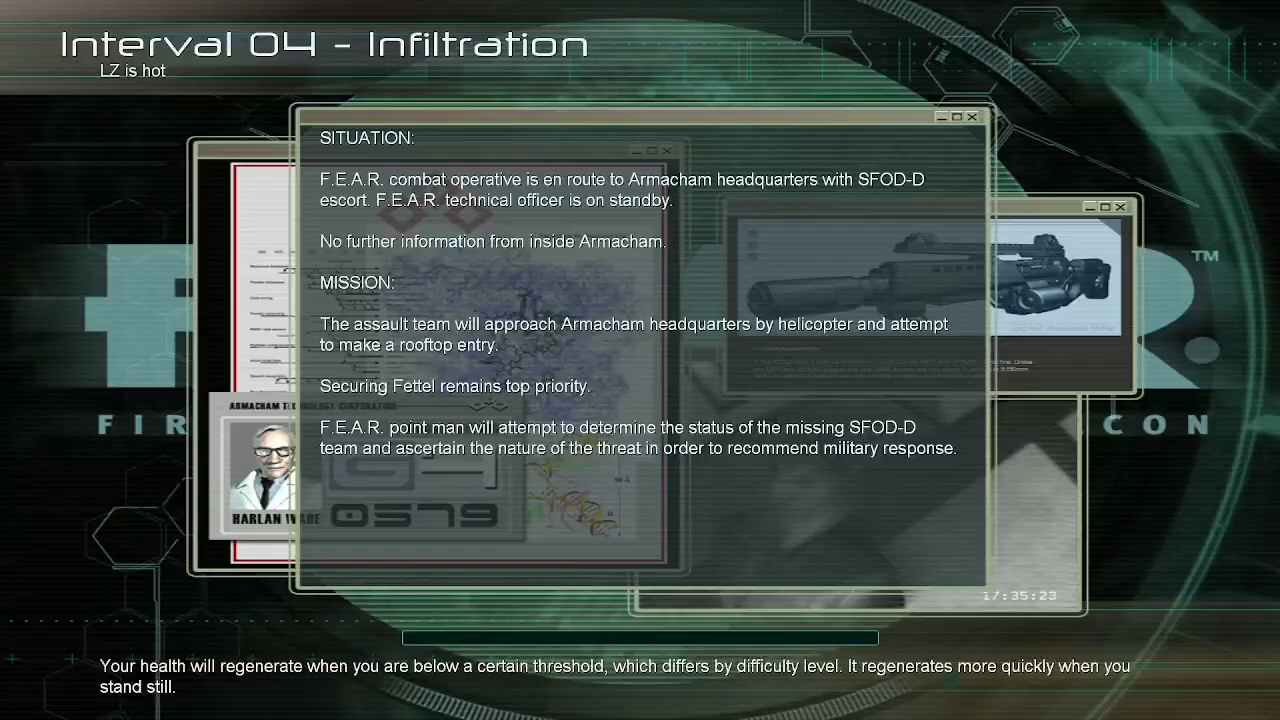 Interval 04 - Infiltration
LZ is hot
SITUATION:
F.E.A.R. combat operative is en route to Armacham headquarters with SFOD-D
escort. F.E.A.R. technical officer is on standby.
No further information from inside Armacham.
MISSION:
The assault team will approach Armacham headquarters by helicopter and attempt
to make a rooftop entry.
Securing Fettel remains top priority.
F.E.A.R. point man will attempt to determine the status of the missing SFOD-D
team and ascertain the nature of the threat in order to recommend military response.
TM
FIR
CON
ARMACHAM TECHNOLOGY CORPORATION
HARLAN WADE
0579
17:35:23
Your health will regenerate when you are below a certain threshold, which differs by difficulty level. It regenerates more quickly when you
stand still.